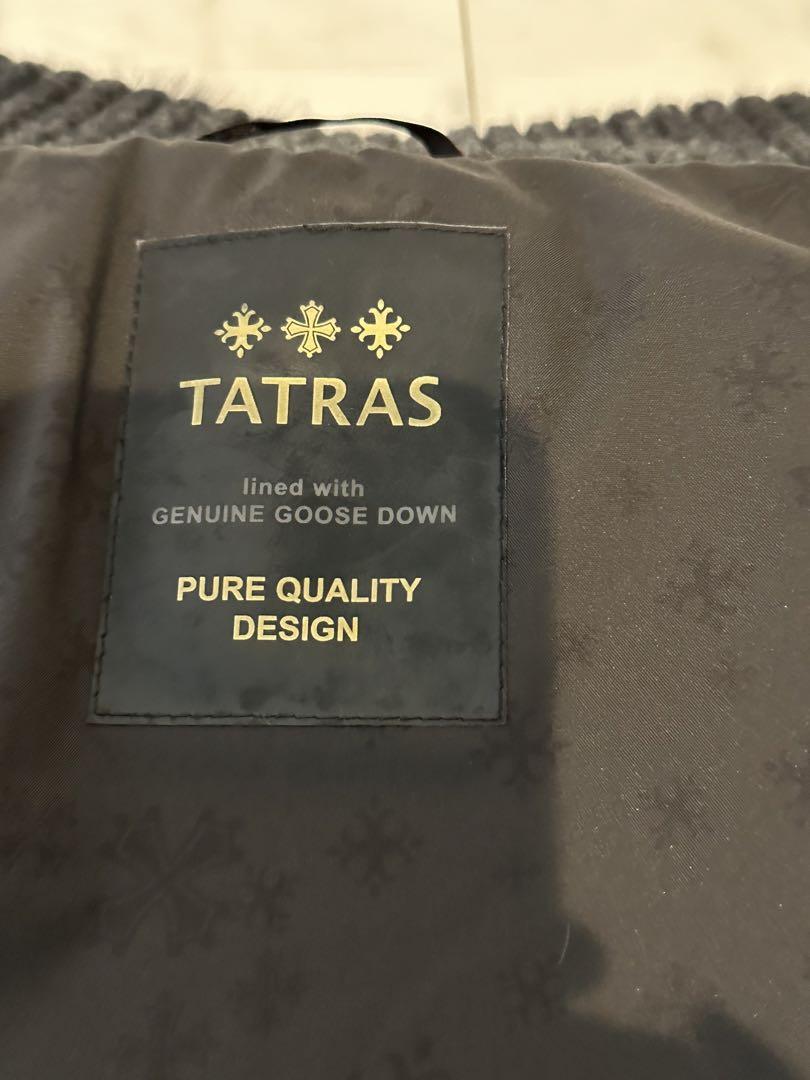 TATRAS
lined with
GENUINE GOOSE DOWN
PURE QUALITY
DESIGN